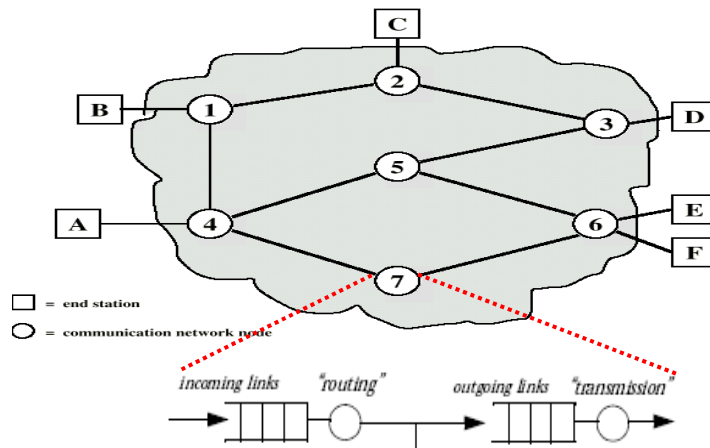 C
2
B
1
3
D
5
A
4
6
E
F
7
= end station
= communication network node
incoming links "routing" outgoing links "transmission"